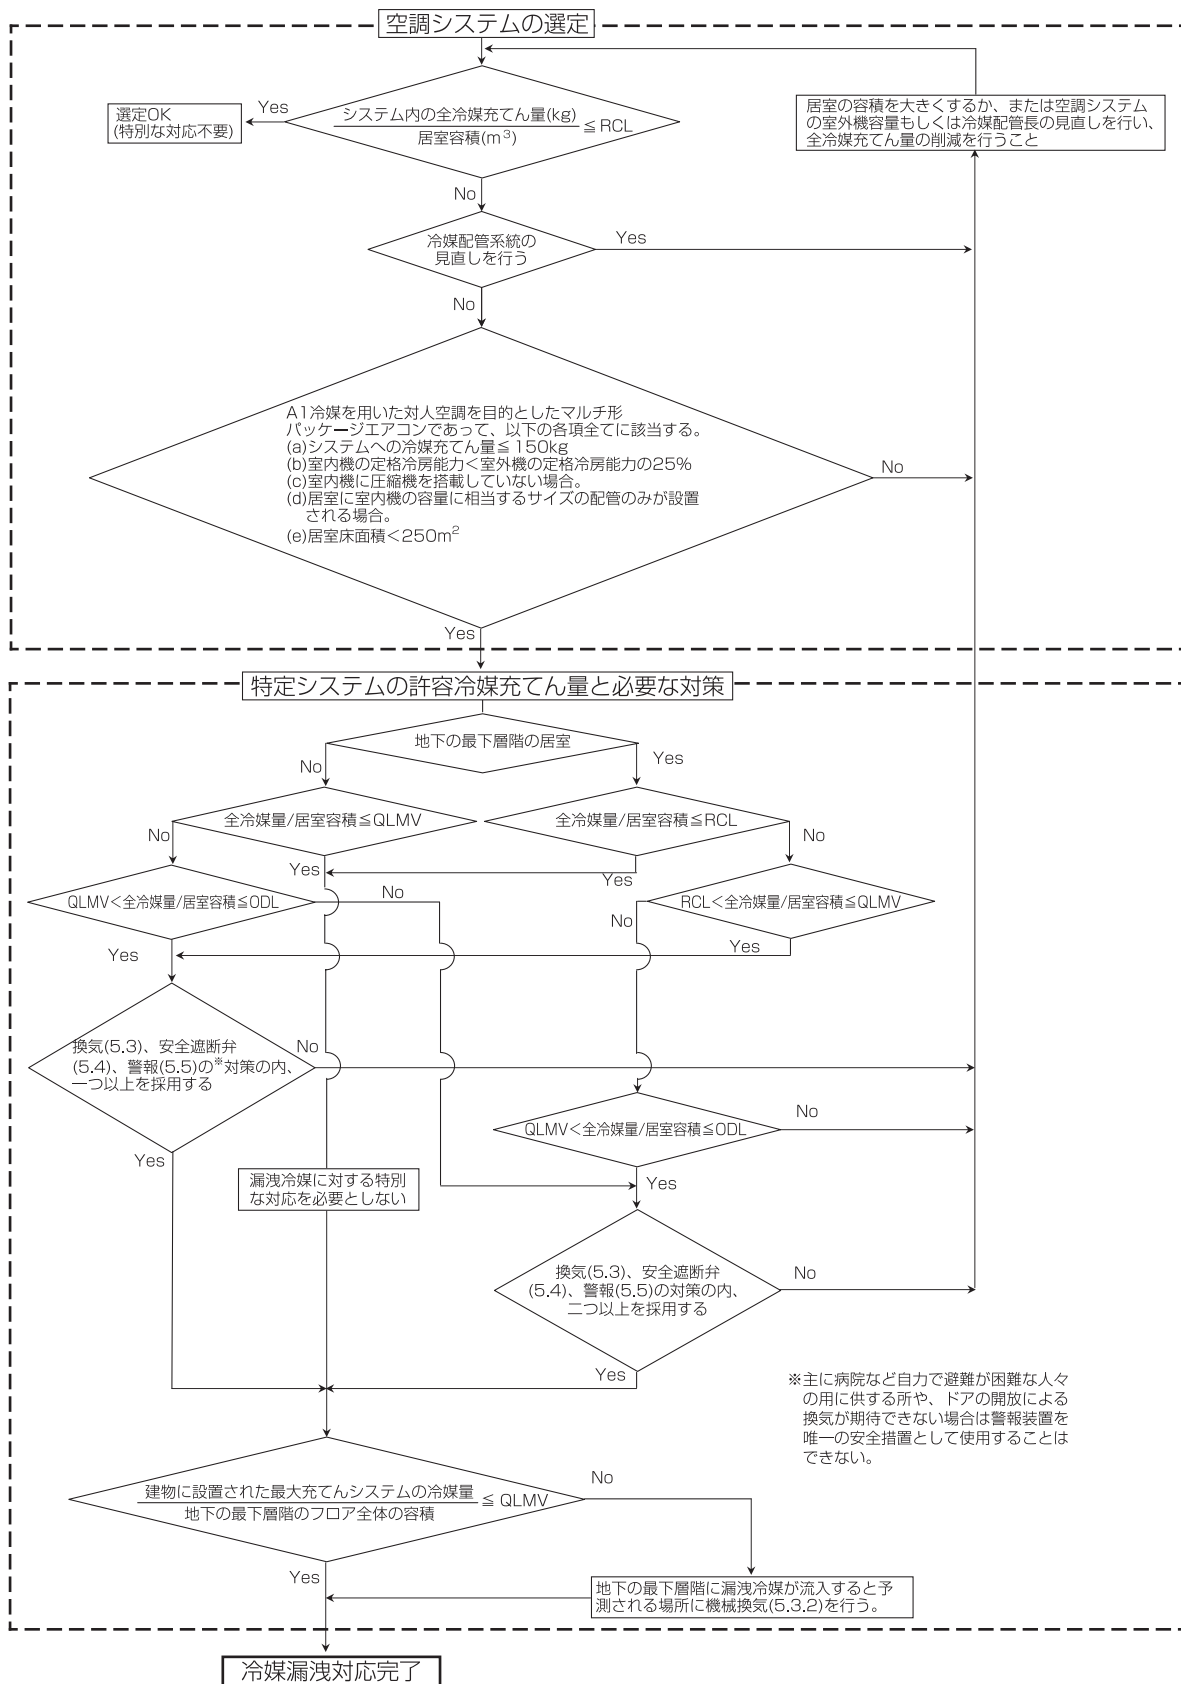 空調システムの選定
システム内の全冷媒充てん量(kg)
居室容積(m³)
≦ RCL
Yes
選定OK
(特別な対応不要)
居室の容積を大きくするか、または空調システム
の室外機容量もしくは冷媒配管長の見直しを行い、
全冷媒充てん量の削減を行うこと
No
冷媒配管系統の
見直しを行う
Yes
No
A1冷媒を用いた対人空調を目的としたマルチ形
パッケージエアコンであって、以下の各項全てに該当する。
(a)システムへの冷媒充てん量≦150kg
(b)室内機の定格冷房能力<室外機の定格冷房能力の25%
(c)室内機に圧縮機を搭載していない場合。
(d)居室に室内機の容量に相当するサイズの配管のみが設置
される場合。
(e)居室床面積<250m²
No
Yes
特定システムの許容冷媒充てん量と必要な対策
地下の最下層階の居室
No
Yes
全冷媒量/居室容積≦QLMV
全冷媒量/居室容積≦RCL
No
No
Yes
Yes
QLMV<全冷媒量/居室容積≦ODL
No
RCL<全冷媒量/居室容積≦QLMV
No
Yes
Yes
換気(5.3)、安全遮断弁
(5.4)、警報(5.5)の※対策の内、
一つ以上を採用する
No
QLMV<全冷媒量/居室容積≦ODL
No
Yes
漏洩冷媒に対する特別
な対応を必要としない
Yes
換気(5.3)、安全遮断弁
(5.4)、警報(5.5)の対策の内、
二つ以上を採用する
No
Yes
※主に病院など自力で避難が困難な人々
の用に供する所や、ドアの開放による
換気が期待できない場合は警報装置を
唯一の安全措置として使用することは
できない。
建物に設置された最大充てんシステムの冷媒量
地下の最下層階のフロア全体の容積
≦ QLMV
No
Yes
地下の最下層階に漏洩冷媒が流入すると予
測される場所に機械換気(5.3.2)を行う。
冷媒漏洩対応完了